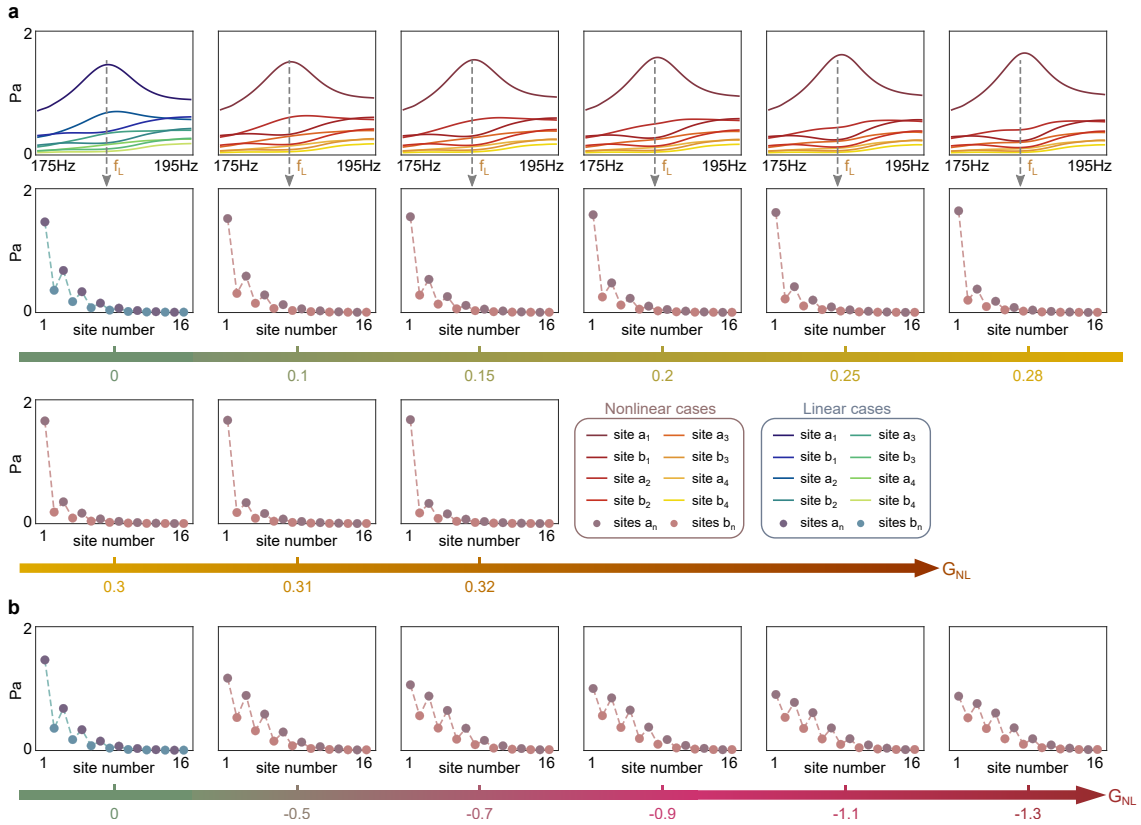 a
2 Pa 0
175Hz fL 195Hz 175Hz fL 195Hz 175Hz fL 195Hz 175Hz fL 195Hz 175Hz fL 195Hz 175Hz fL 195Hz
2 Pa 0
1 site number 16 1 site number 16 1 site number 16 1 site number 16 1 site number 16 1 site number 16
0 0.1 0.15 0.2 0.25 0.28
2 Pa 0
1 site number 16 1 site number 16 1 site number 16
Nonlinear cases
site a1 site a3
site b1 site b3
site a2 site a4
site b2 site b4
sites an sites bn
Linear cases
site a1 site a3
site b1 site b3
site a2 site a4
site b2 site b4
sites an sites bn
0.3 0.31 0.32 GNL
b
2 Pa 0
1 site number 16 1 site number 16 1 site number 16 1 site number 16 1 site number 16 1 site number 16
0 -0.5 -0.7 -0.9 -1.1 -1.3 GNL